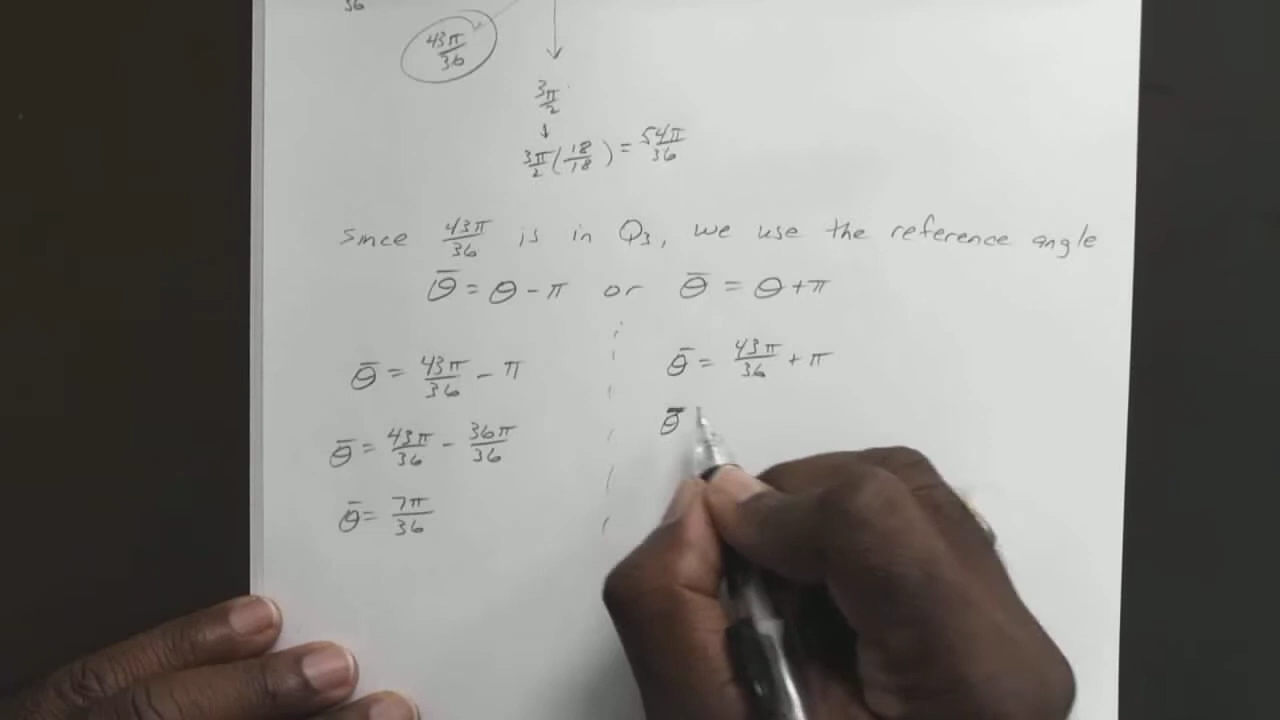 36
43π/36
3π/2
↓
3π/2 (18/18) = 54π/36
Since 43π/36 is in Q₃, we use the reference angle
θ̄ = θ - π or θ̄ = θ + π
θ̄ = 43π/36 - π
θ̄ = 43π/36 - 36π/36
θ̄ = 7π/36
θ̄ = 43π/36 + π
θ̄